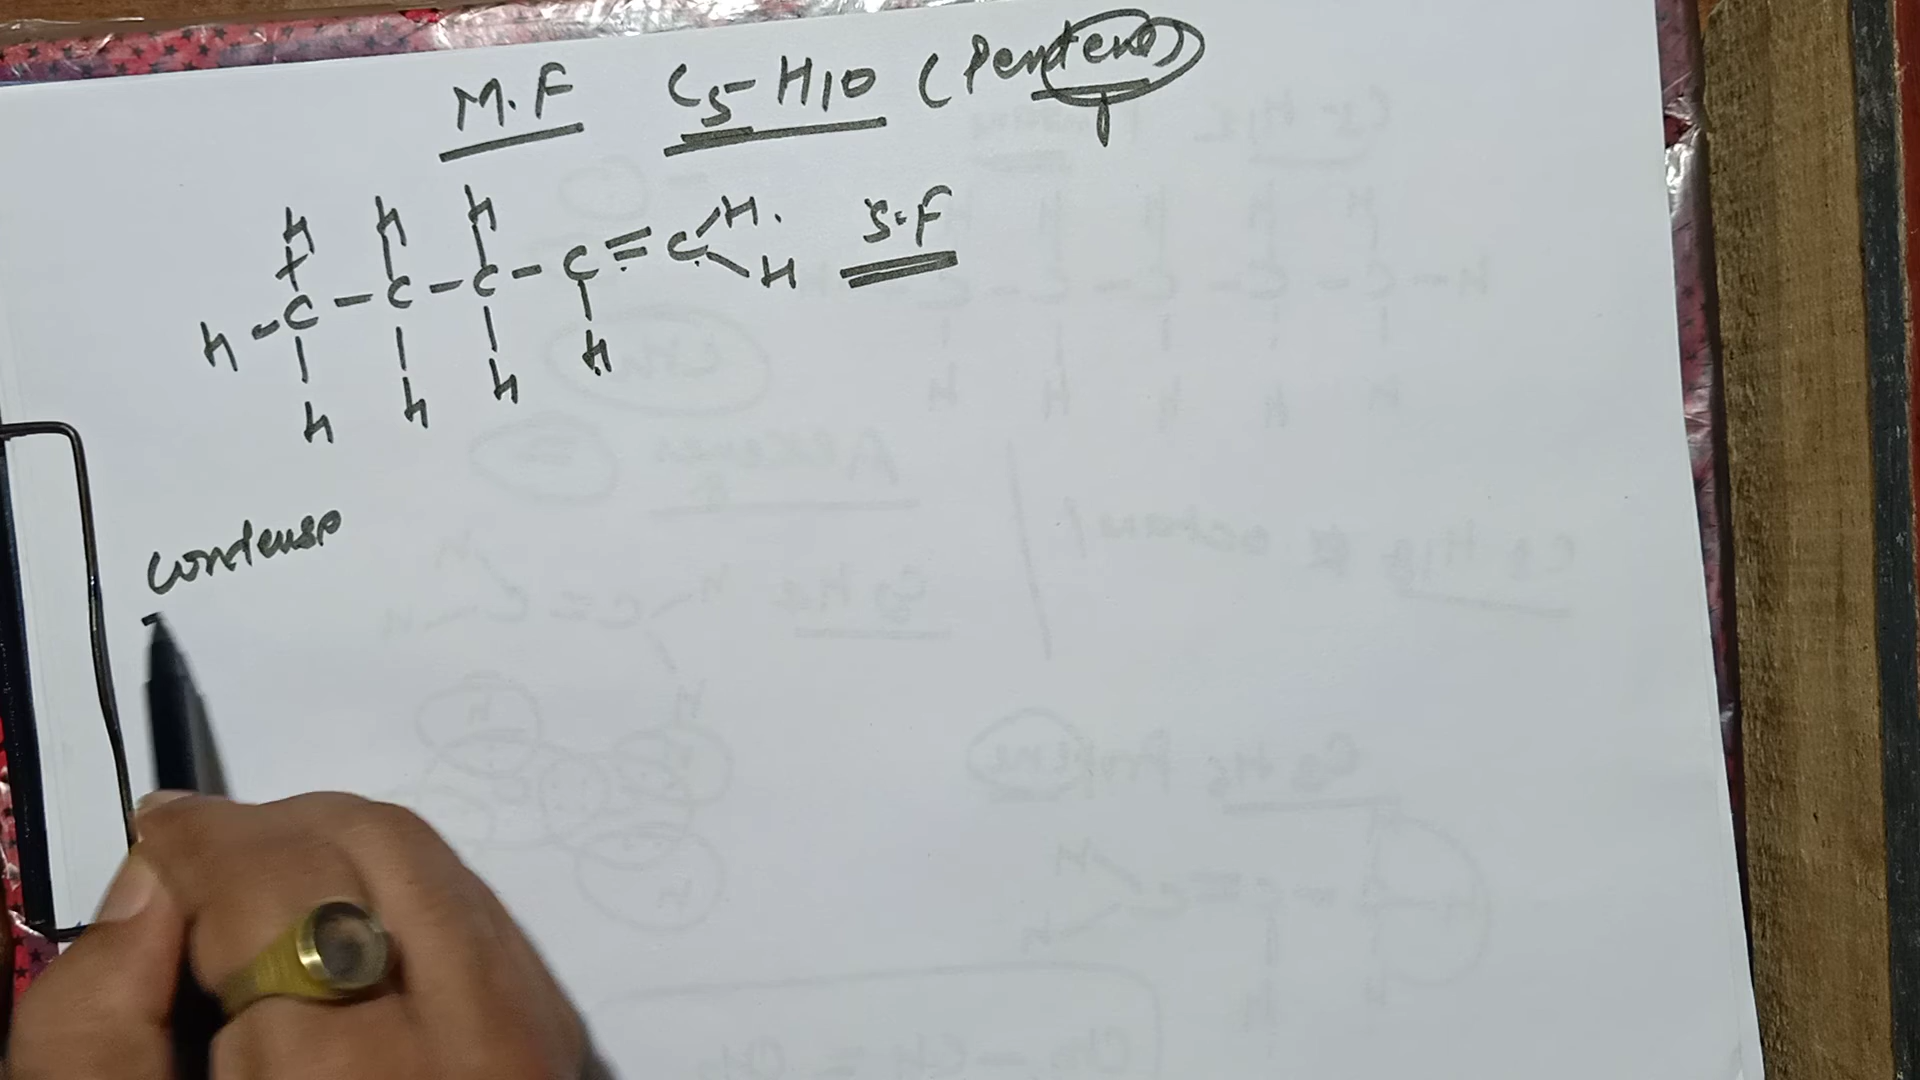 M.F C5-H10 (Pentene)
H H H H. S.F
H-C-C-C-C=C H
H H H H
Condense